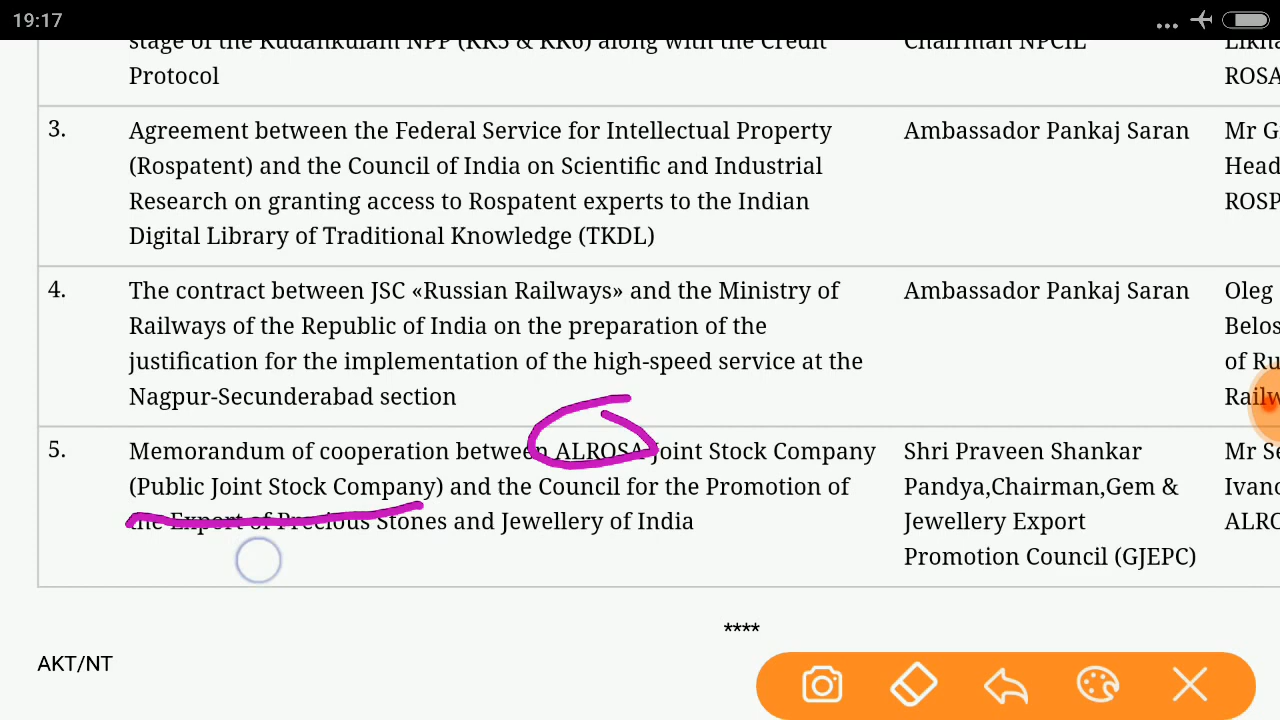 19:17
stage of the Kudankulam NPP (KK5 & KK6) along with the Credit
Protocol
Chairman NPCIL
ROSA
3.
Agreement between the Federal Service for Intellectual Property
(Rospatent) and the Council of India on Scientific and Industrial
Research on granting access to Rospatent experts to the Indian
Digital Library of Traditional Knowledge (TKDL)
Ambassador Pankaj Saran
Mr G
Head
ROSP
4.
The contract between JSC «Russian Railways» and the Ministry of
Railways of the Republic of India on the preparation of the
justification for the implementation of the high-speed service at the
Nagpur-Secunderabad section
Ambassador Pankaj Saran
Oleg
Belos
of Ru
Railw
5.
Memorandum of cooperation between ALROSA Joint Stock Company
(Public Joint Stock Company) and the Council for the Promotion of
the Export of Precious Stones and Jewellery of India
Shri Praveen Shankar
Pandya,Chairman,Gem &
Jewellery Export
Promotion Council (GJEPC)
Mr Se
Ivano
ALRO
****
AKT/NT